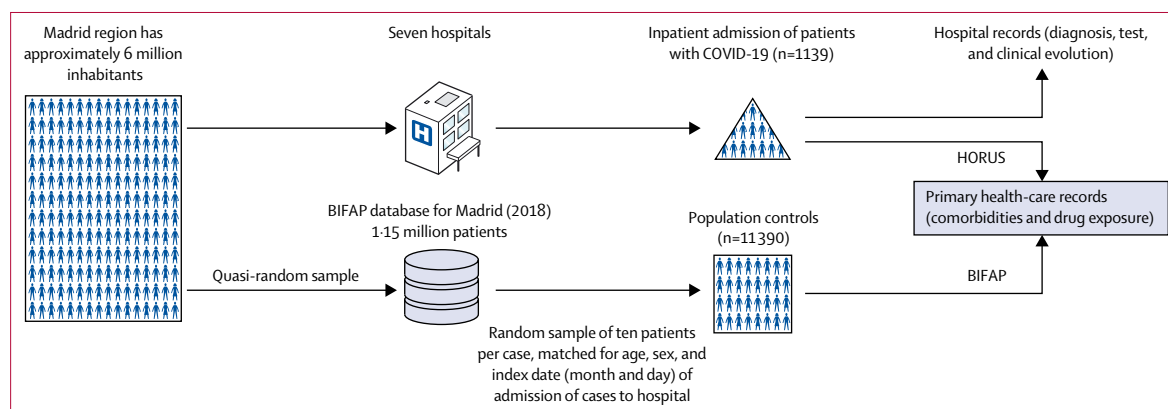 Madrid region has
approximately 6 million
inhabitants
Seven hospitals
H
Inpatient admission of patients
with COVID-19 (n=1139)
Hospital records (diagnosis, test,
and clinical evolution)
HORUS
Primary health-care records
(comorbidities and drug exposure)
BIFAP database for Madrid (2018)
1·15 million patients
Population controls
(n=11390)
Quasi-random sample
BIFAP
Random sample of ten patients
per case, matched for age, sex, and
index date (month and day) of
admission of cases to hospital